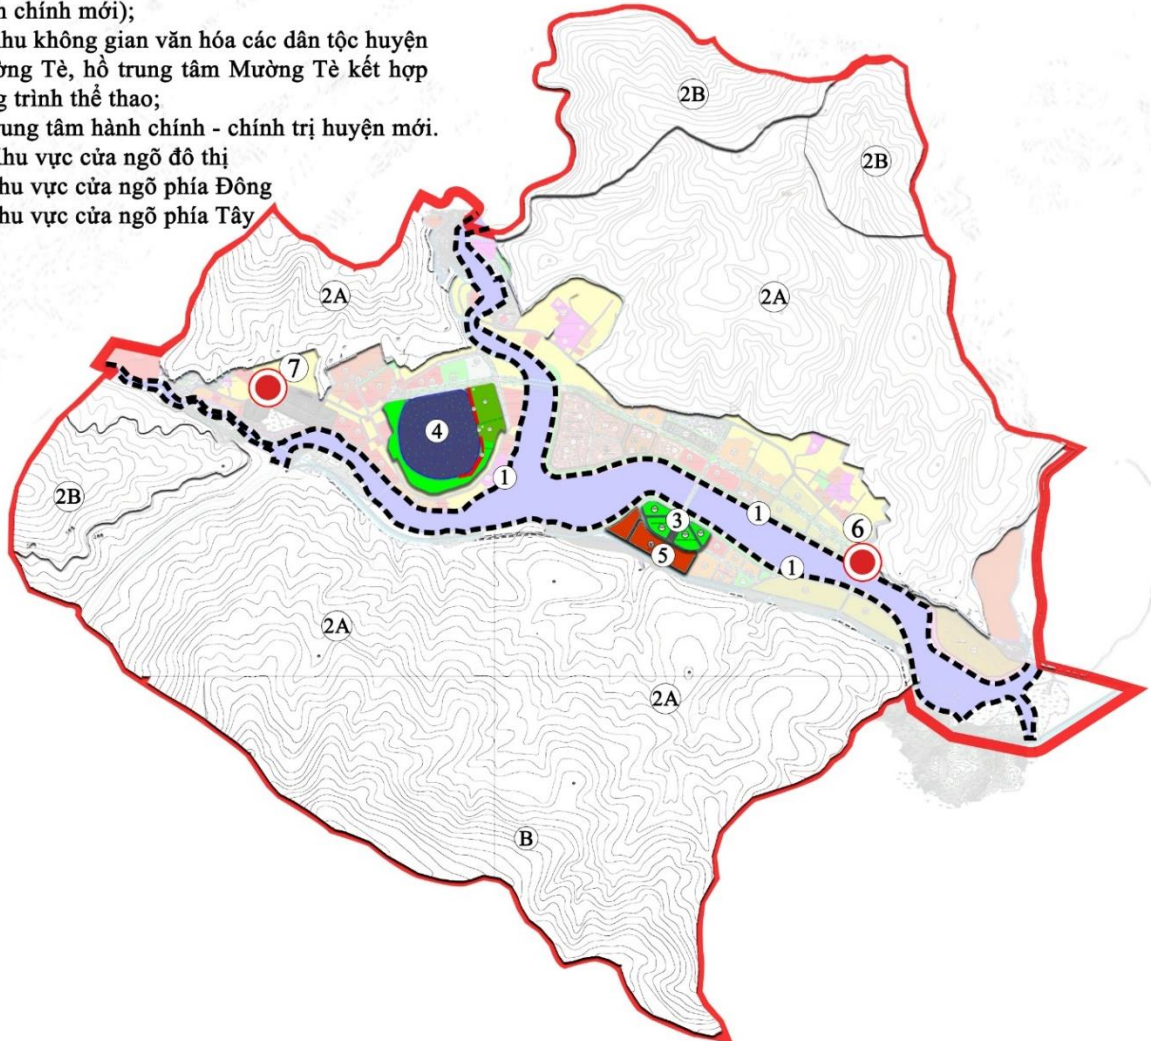 n chính mới);
hu không gian văn hóa các dân tộc huyện
ờng Tè, hồ trung tâm Mường Tè kết hợp
g trình thể thao;
rung tâm hành chính - chính trị huyện mới.
Khu vực cửa ngõ đô thị
hu vực cửa ngõ phía Đông
hu vực cửa ngõ phía Tây
2B
2B
2A
2A
7
4
1
2B
3
1
6
5
1
2A
2A
B